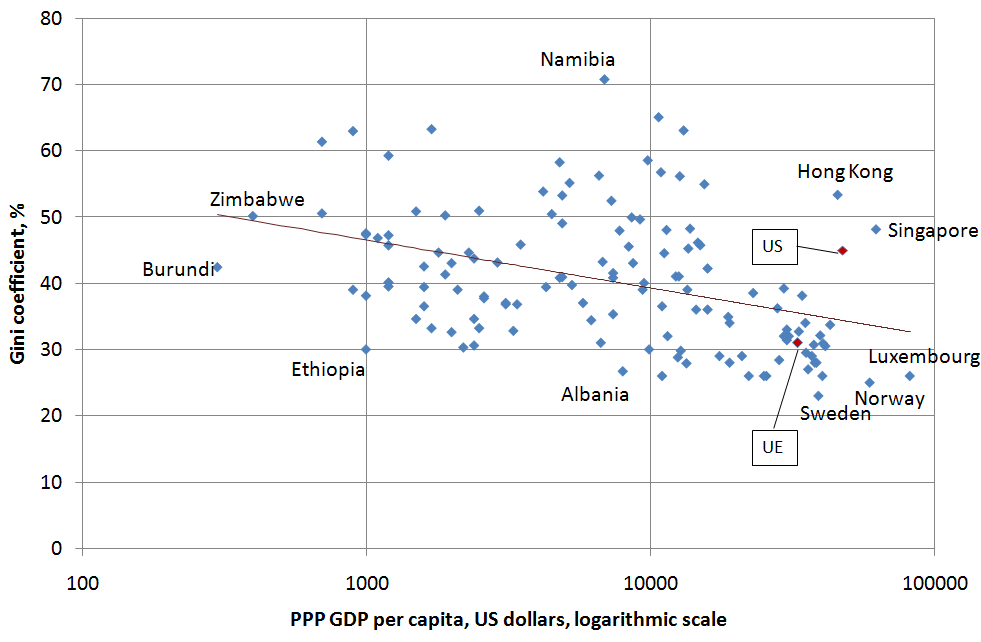 80
70
60
50
40
30
20
10
0
Gini coefficient, %
Namibia
Hong Kong
Zimbabwe
Singapore
US
Burundi
Ethiopia
Luxembourg
Albania
Norway
Sweden
UE
100
1000
10000
100000
PPP GDP per capita, US dollars, logarithmic scale